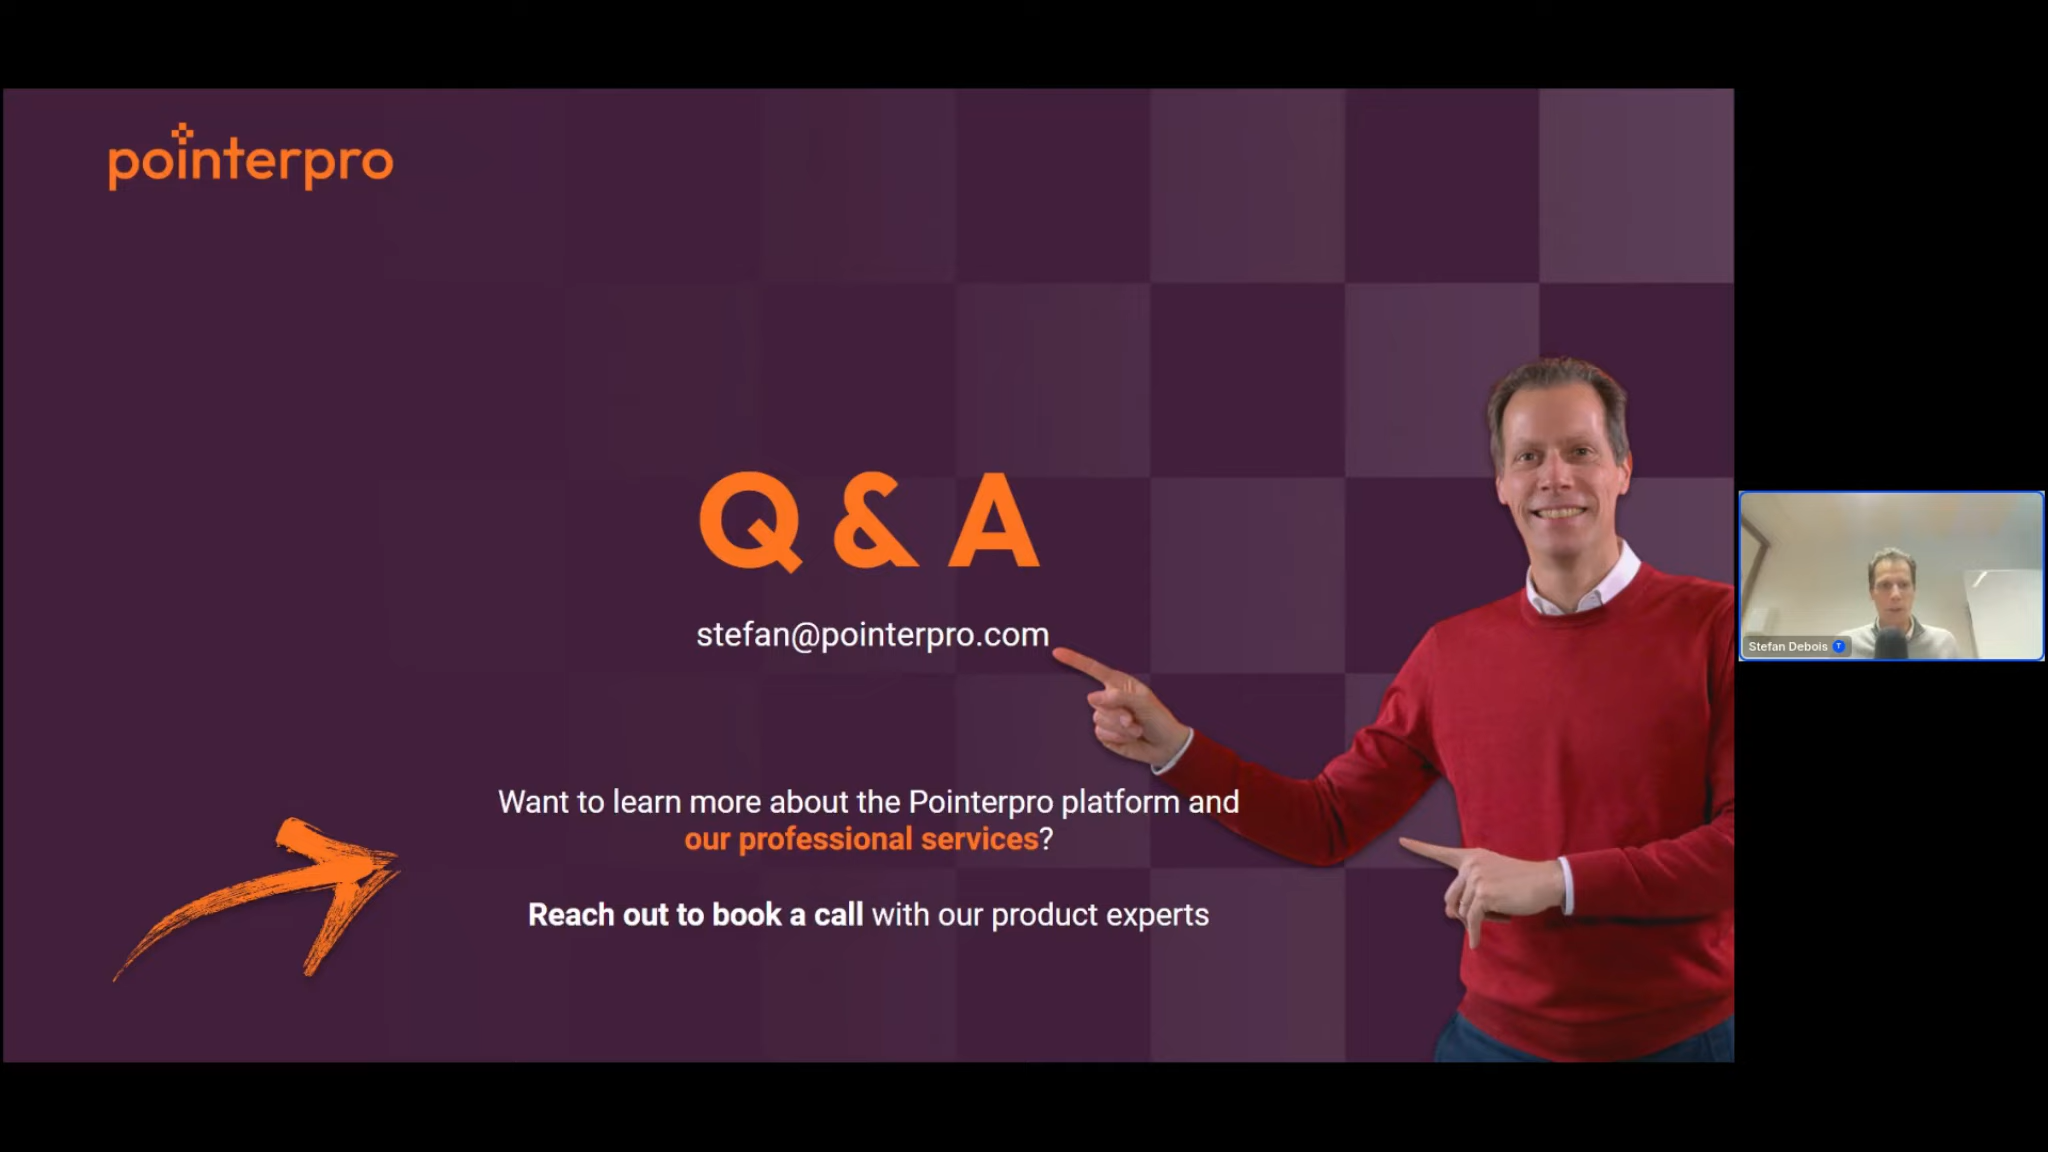 pointerpro
Q & A
stefan@pointerpro.com
Want to learn more about the Pointerpro platform and
our professional services?
Reach out to book a call with our product experts
Stefan Debois
T